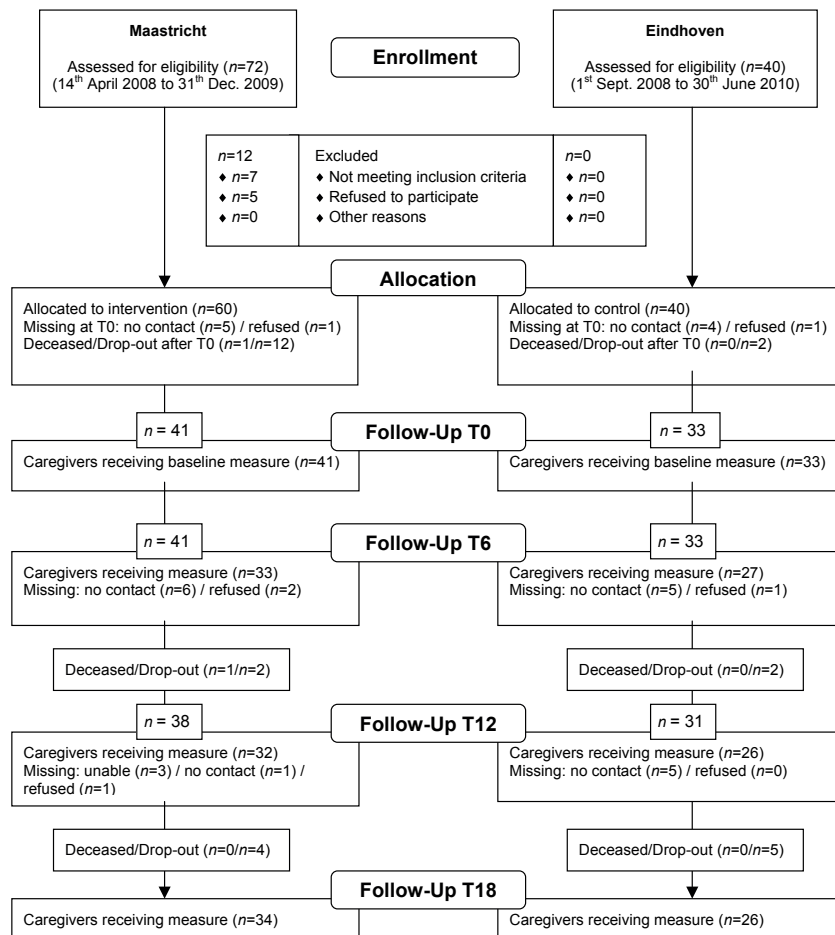 Maastricht
Assessed for eligibility (n=72)
(14th April 2008 to 31th Dec. 2009)
Enrollment
Eindhoven
Assessed for eligibility (n=40)
(1st Sept. 2008 to 30th June 2010)
n=12 Excluded n=0
♦ n=7 ♦ Not meeting inclusion criteria ♦ n=0
♦ n=5 ♦ Refused to participate ♦ n=0
♦ n=0 ♦ Other reasons ♦ n=0
Allocation
Allocated to intervention (n=60)
Missing at T0: no contact (n=5) / refused (n=1)
Deceased/Drop-out after T0 (n=1/n=12)
Allocated to control (n=40)
Missing at T0: no contact (n=4) / refused (n=1)
Deceased/Drop-out after T0 (n=0/n=2)
n = 41
Follow-Up T0
n = 33
Caregivers receiving baseline measure (n=41)
Caregivers receiving baseline measure (n=33)
n = 41
Follow-Up T6
n = 33
Caregivers receiving measure (n=33)
Missing: no contact (n=6) / refused (n=2)
Caregivers receiving measure (n=27)
Missing: no contact (n=5) / refused (n=1)
Deceased/Drop-out (n=1/n=2)
Deceased/Drop-out (n=0/n=2)
n = 38
Follow-Up T12
n = 31
Caregivers receiving measure (n=32)
Missing: unable (n=3) / no contact (n=1) /
refused (n=1)
Caregivers receiving measure (n=26)
Missing: no contact (n=5) / refused (n=0)
Deceased/Drop-out (n=0/n=4)
Deceased/Drop-out (n=0/n=5)
Follow-Up T18
Caregivers receiving measure (n=34)
Caregivers receiving measure (n=26)